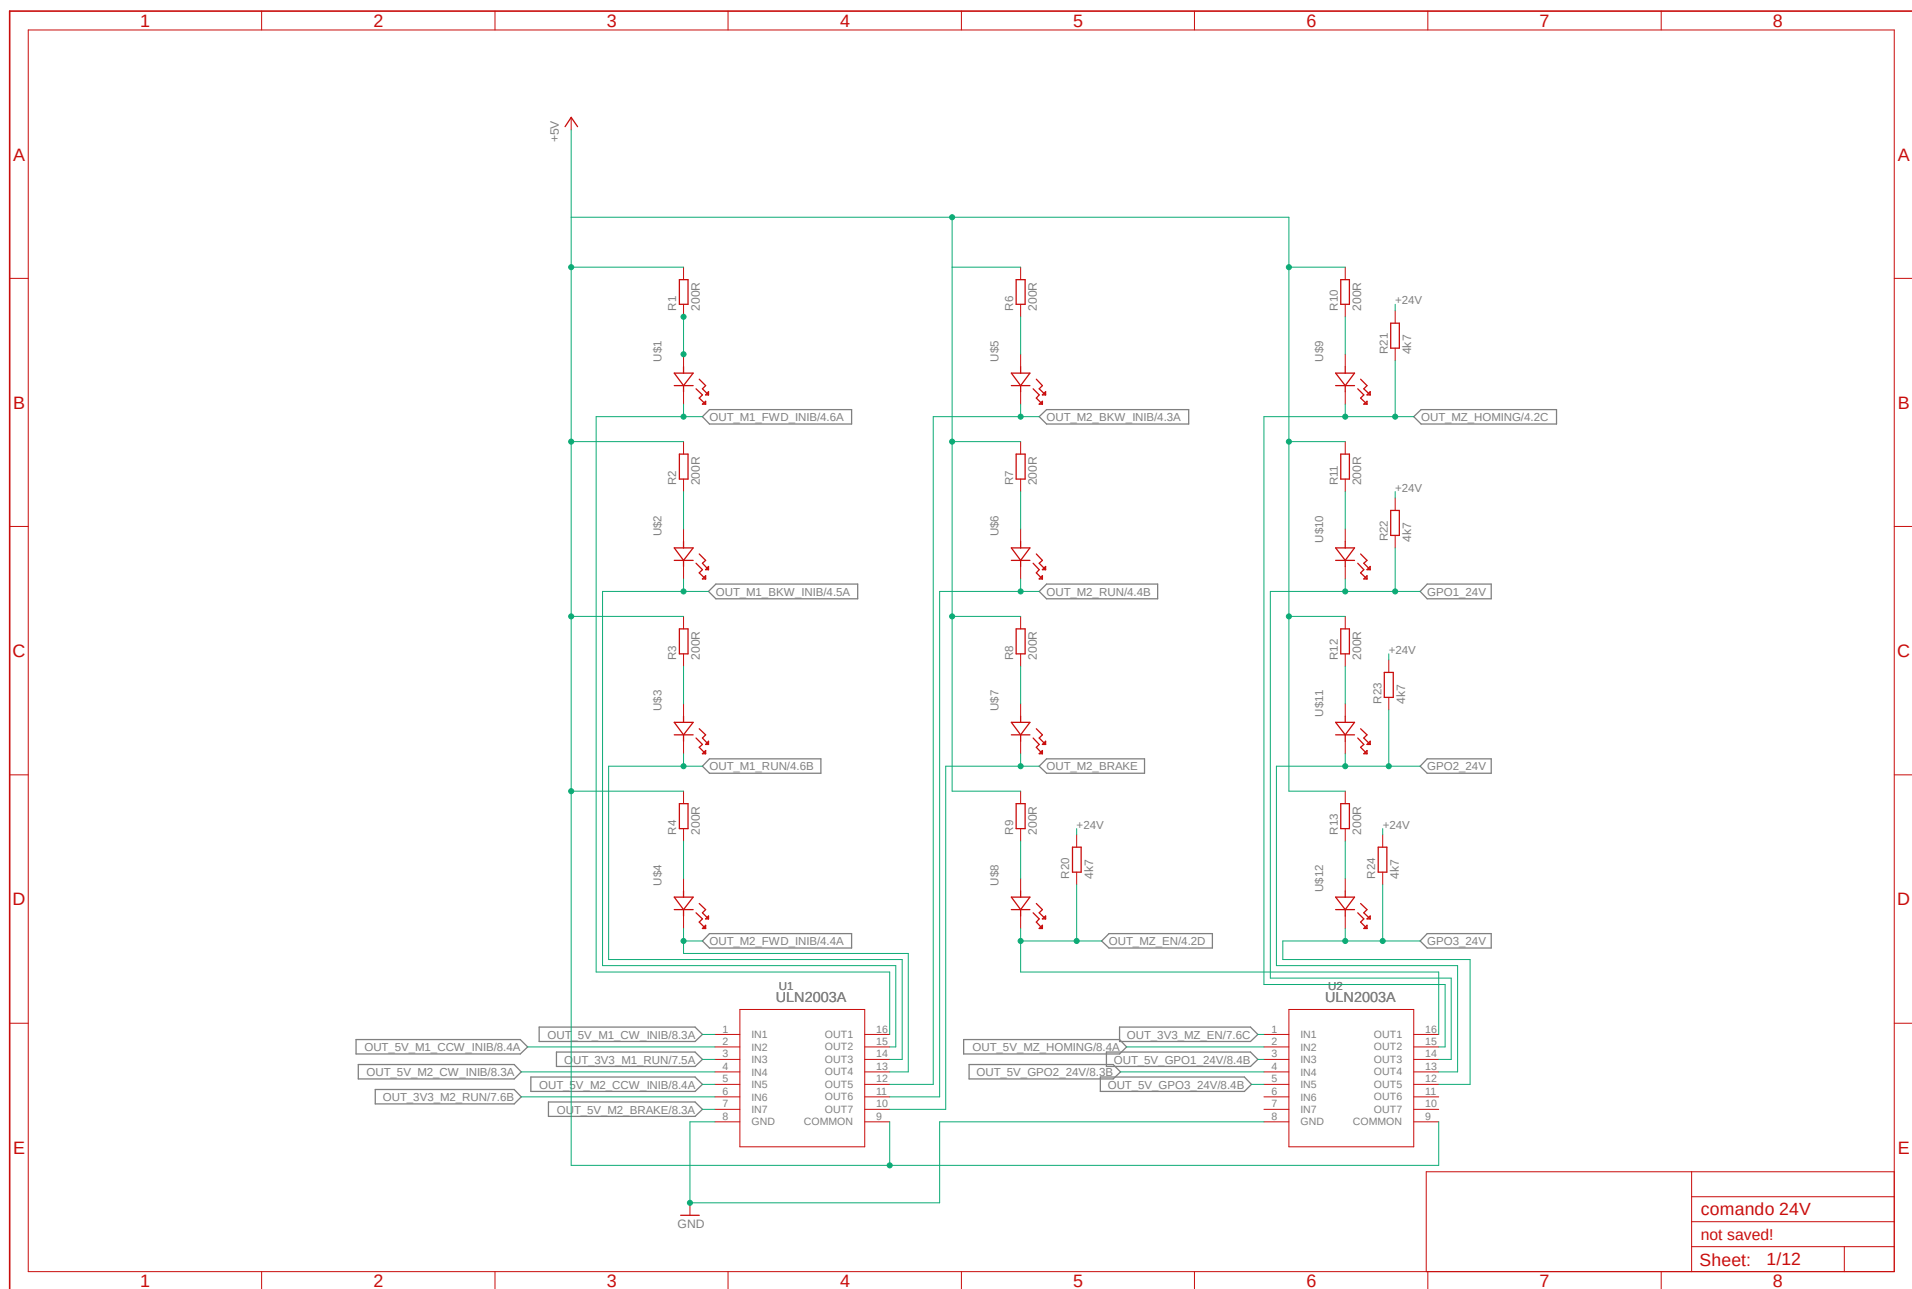 1 2 3 4 5 6 7 8
A A
+5V
R1 200R
R6 200R
R10 200R
+24V
R21 4k7
U$1
U$5
U$9
B B
OUT_M1_FWD_INIB/4.6A
OUT_M2_BKW_INIB/4.3A
OUT_MZ_HOMING/4.2C
R2 200R
R7 200R
R11 200R
+24V
R22 4k7
U$2
U$6
U$10
OUT_M1_BKW_INIB/4.5A
OUT_M2_RUN/4.4B
GPO1_24V
C C
R3 200R
R8 200R
R12 200R
+24V
R23 4k7
U$3
U$7
U$11
OUT_M1_RUN/4.6B
OUT_M2_BRAKE
GPO2_24V
R4 200R
R9 200R
+24V
R20 4k7
R13 200R
+24V
R24 4k7
U$4
U$8
U$12
D D
OUT_M2_FWD_INIB/4.4A
OUT_MZ_EN/4.2D
GPO3_24V
U1
ULN2003A
OUT_5V_M1_CW_INIB/8.3A 1 IN1 OUT1 16
OUT_5V_M1_CCW_INIB/8.4A 2 IN2 OUT2 15
OUT_3V3_M1_RUN/7.5A 3 IN3 OUT3 14
OUT_5V_M2_CW_INIB/8.3A 4 IN4 OUT4 13
OUT_5V_M2_CCW_INIB/8.4A 5 IN5 OUT5 12
OUT_3V3_M2_RUN/7.6B 6 IN6 OUT6 11
OUT_5V_M2_BRAKE/8.3A 7 IN7 OUT7 10
8 GND COMMON 9
U2
ULN2003A
OUT_3V3_MZ_EN/7.6C 1 IN1 OUT1 16
OUT_5V_MZ_HOMING/8.4A 2 IN2 OUT2 15
OUT_5V_GPO1_24V/8.4B 3 IN3 OUT3 14
OUT_5V_GPO2_24V/8.3B 4 IN4 OUT4 13
OUT_5V_GPO3_24V/8.4B 5 IN5 OUT5 12
6 IN6 OUT6 11
7 IN7 OUT7 10
8 GND COMMON 9
E E
GND
comando 24V
not saved!
Sheet: 1/12
1 2 3 4 5 6 7 8